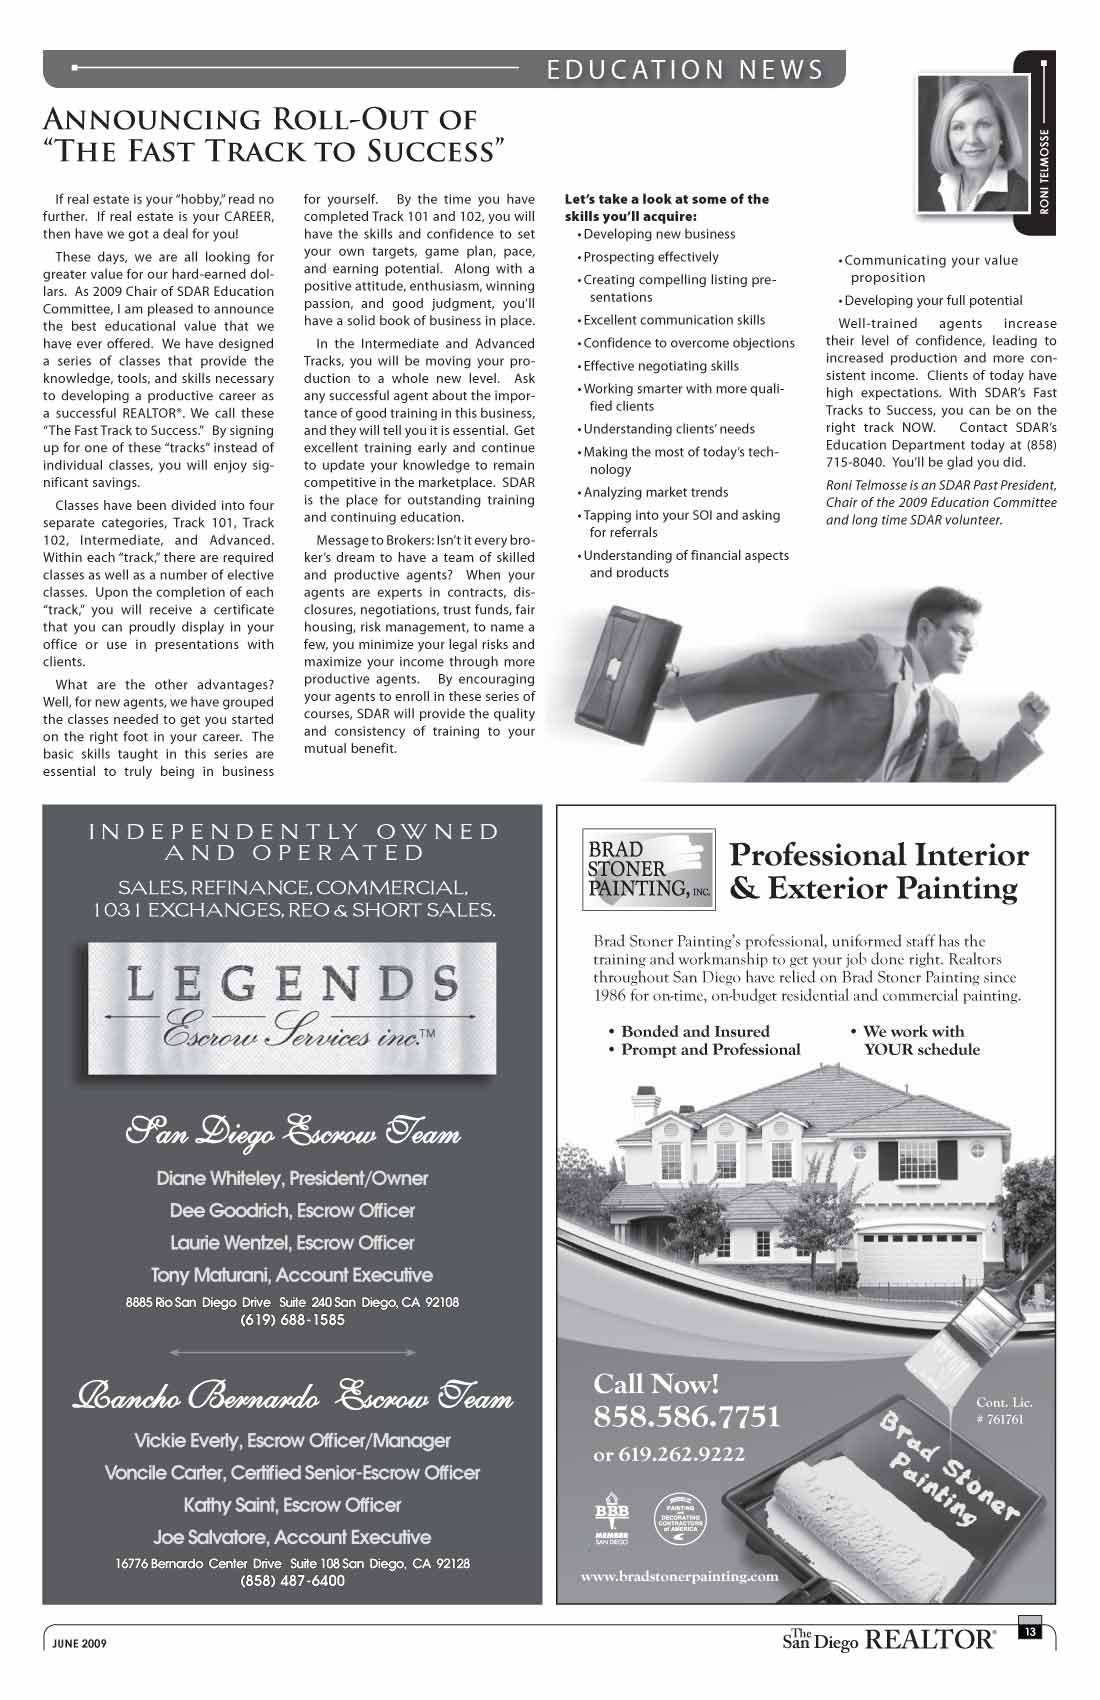 EDUCATION NEWS
ANNOUNCING ROLL-OUT OF
“THE FAST TRACK TO SUCCESS”
RONI TELMOSSE
If real estate is your “hobby,” read no
further. If real estate is your CAREER,
then have we got a deal for you!
These days, we are all looking for
greater value for our hard-earned dol-
lars. As 2009 Chair of SDAR Education
Committee, I am pleased to announce
the best educational value that we
have ever offered. We have designed
a series of classes that provide the
knowledge, tools, and skills necessary
to developing a productive career as
a successful REALTOR®. We call these
“The Fast Track to Success.” By signing
up for one of these “tracks” instead of
individual classes, you will enjoy sig-
nificant savings.
Classes have been divided into four
separate categories, Track 101, Track
102, Intermediate, and Advanced.
Within each “track,” there are required
classes as well as a number of elective
classes. Upon the completion of each
“track,” you will receive a certificate
that you can proudly display in your
office or use in presentations with
clients.
What are the other advantages?
Well, for new agents, we have grouped
the classes needed to get you started
on the right foot in your career. The
basic skills taught in this series are
essential to truly being in business
for yourself. By the time you have
completed Track 101 and 102, you will
have the skills and confidence to set
your own targets, game plan, pace,
and earning potential. Along with a
positive attitude, enthusiasm, winning
passion, and good judgment, you’ll
have a solid book of business in place.
In the Intermediate and Advanced
Tracks, you will be moving your pro-
duction to a whole new level. Ask
any successful agent about the impor-
tance of good training in this business,
and they will tell you it is essential. Get
excellent training early and continue
to update your knowledge to remain
competitive in the marketplace. SDAR
is the place for outstanding training
and continuing education.
Message to Brokers: Isn’t it every bro-
ker’s dream to have a team of skilled
and productive agents? When your
agents are experts in contracts, dis-
closures, negotiations, trust funds, fair
housing, risk management, to name a
few, you minimize your legal risks and
maximize your income through more
productive agents. By encouraging
your agents to enroll in these series of
courses, SDAR will provide the quality
and consistency of training to your
mutual benefit.
Let’s take a look at some of the
skills you’ll acquire:
• Developing new business
• Prospecting effectively
• Creating compelling listing pre-
sentations
• Excellent communication skills
• Confidence to overcome objections
• Effective negotiating skills
• Working smarter with more quali-
fied clients
• Understanding clients’ needs
• Making the most of today’s tech-
nology
• Analyzing market trends
• Tapping into your SOI and asking
for referrals
• Understanding of financial aspects
and products
• Communicating your value
proposition
• Developing your full potential
Well-trained agents increase
their level of confidence, leading to
increased production and more con-
sistent income. Clients of today have
high expectations. With SDAR’s Fast
Tracks to Success, you can be on the
right track NOW. Contact SDAR’s
Education Department today at (858)
715-8040. You’ll be glad you did.
Roni Telmosse is an SDAR Past President,
Chair of the 2009 Education Committee
and long time SDAR volunteer.
INDEPENDENTLY OWNED
AND OPERATED
SALES, REFINANCE, COMMERCIAL,
1031 EXCHANGES, REO & SHORT SALES.
LEGENDS
Escrow Services inc.™
San Diego Escrow Team
Diane Whiteley, President/Owner
Dee Goodrich, Escrow Officer
Laurie Wentzel, Escrow Officer
Tony Maturani, Account Executive
8885 Rio San Diego Drive Suite 240 San Diego, CA 92108
(619) 688-1585
Rancho Bernardo Escrow Team
Vickie Everly, Escrow Officer/Manager
Voncile Carter, Certified Senior-Escrow Officer
Kathy Saint, Escrow Officer
Joe Salvatore, Account Executive
16776 Bernardo Center Drive Suite 108 San Diego, CA 92128
(858) 487-6400
BRAD
STONER
PAINTING, INC.
Professional Interior
& Exterior Painting
Brad Stoner Painting’s professional, uniformed staff has the
training and workmanship to get your job done right. Realtors
throughout San Diego have relied on Brad Stoner Painting since
1986 for on-time, on-budget residential and commercial painting.
• Bonded and Insured
• Prompt and Professional
• We work with
YOUR schedule
Call Now!
858.586.7751
or 619.262.9222
Cont. Lic.
# 761761
Brad Stoner
Painting
BBB
MEMBER
SAN DIEGO
PAINTING
AND
DECORATING
CONTRACTORS
of AMERICA
www.bradstonerpainting.com
JUNE 2009
The San Diego REALTOR®
13